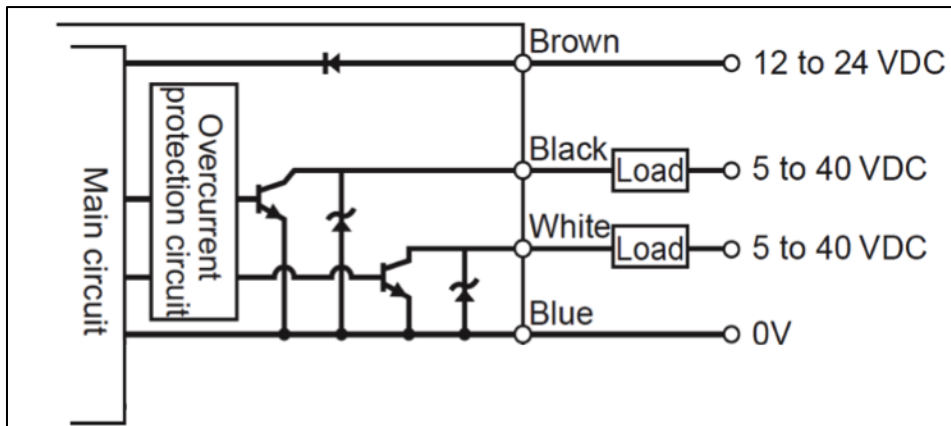 Brown
12 to 24 VDC
Main circuit
Overcurrent
protection circuit
Black
Load
5 to 40 VDC
White
Load
5 to 40 VDC
Blue
0V